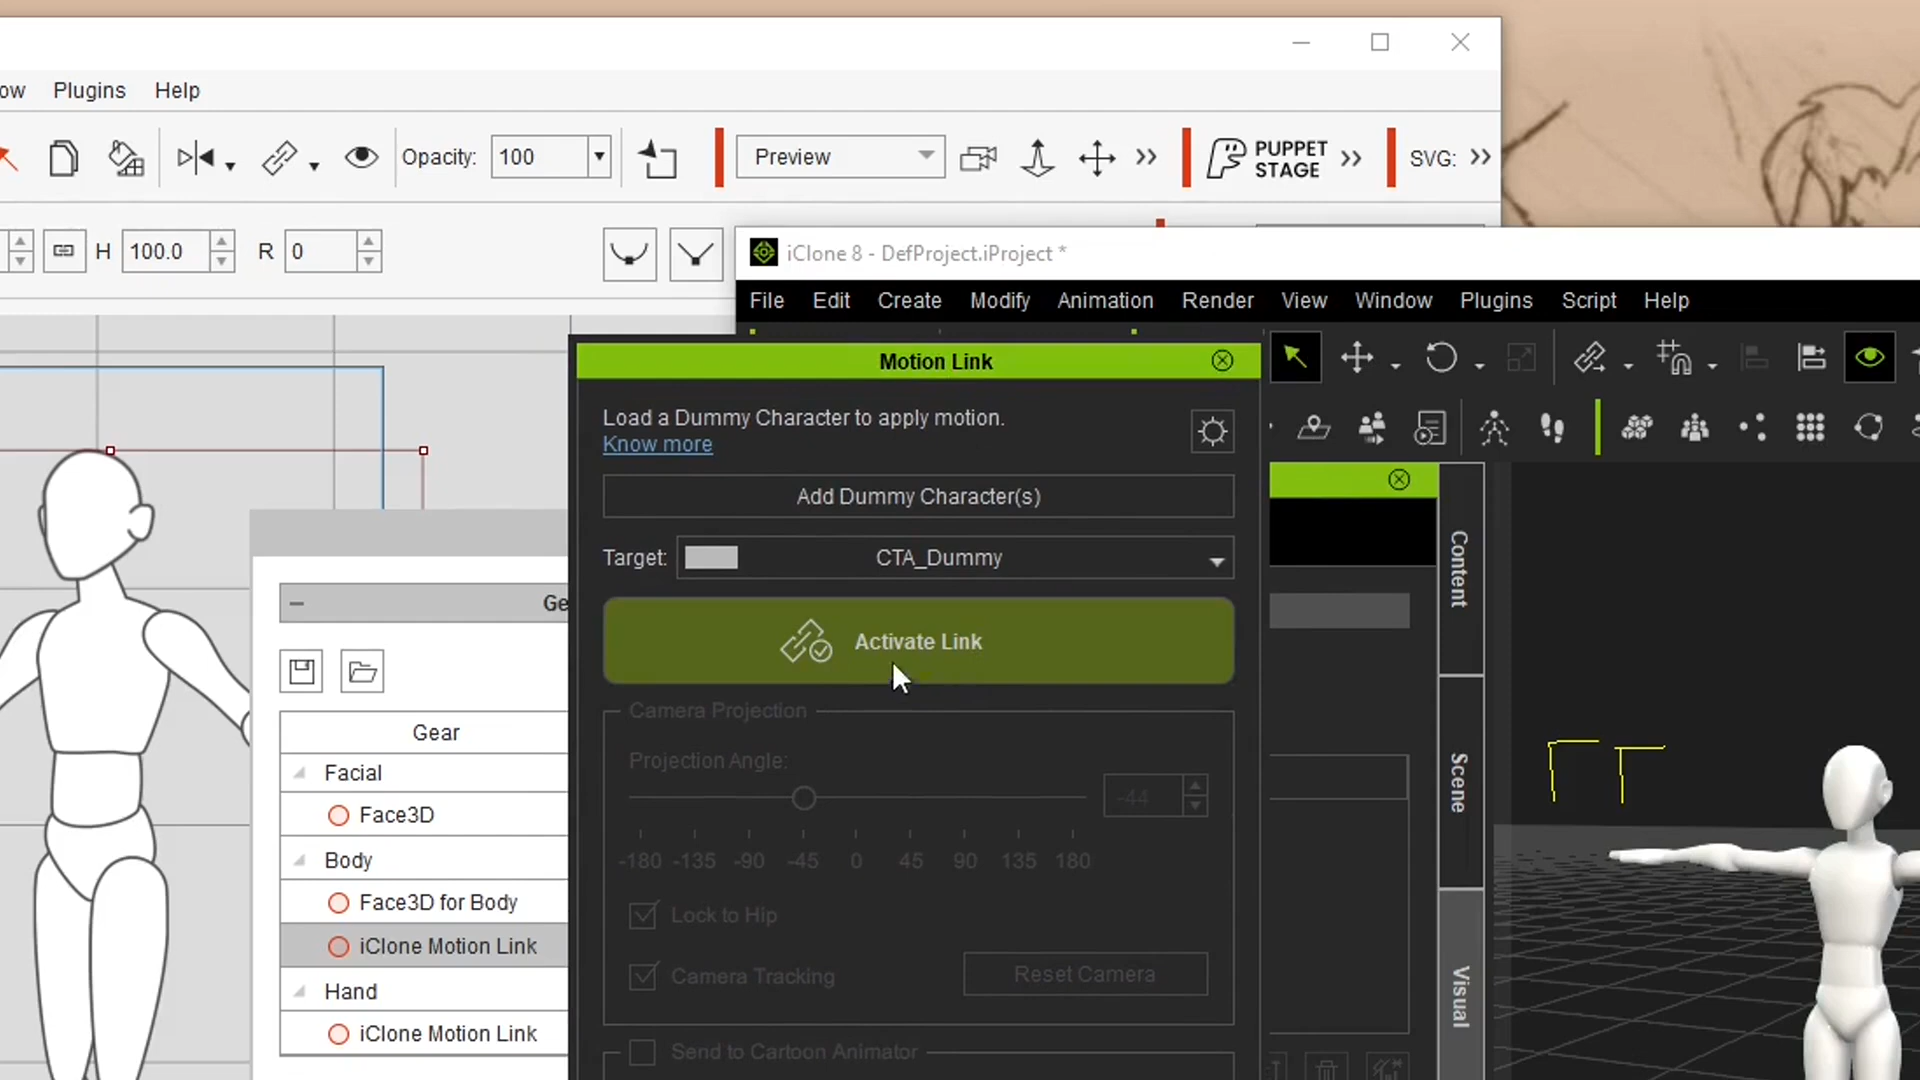 ow Plugins Help
Opacity: 100 Preview PUPPET STAGE SVG:
H 100.0 R 0
iClone 8 - DefProject.iProject *
File Edit Create Modify Animation Render View Window Plugins Script Help
Motion Link
Load a Dummy Character to apply motion.
Know more
Add Dummy Character(s)
Target: CTA_Dummy
Activate Link
Camera Projection
Projection Angle:
-44
-180 -135 -90 -45 0 45 90 135 180
Lock to Hip
Camera Tracking Reset Camera
Send to Cartoon Animator
Ge
Gear
Facial
Face3D
Body
Face3D for Body
iClone Motion Link
Hand
iClone Motion Link
Content
Scene
Visual